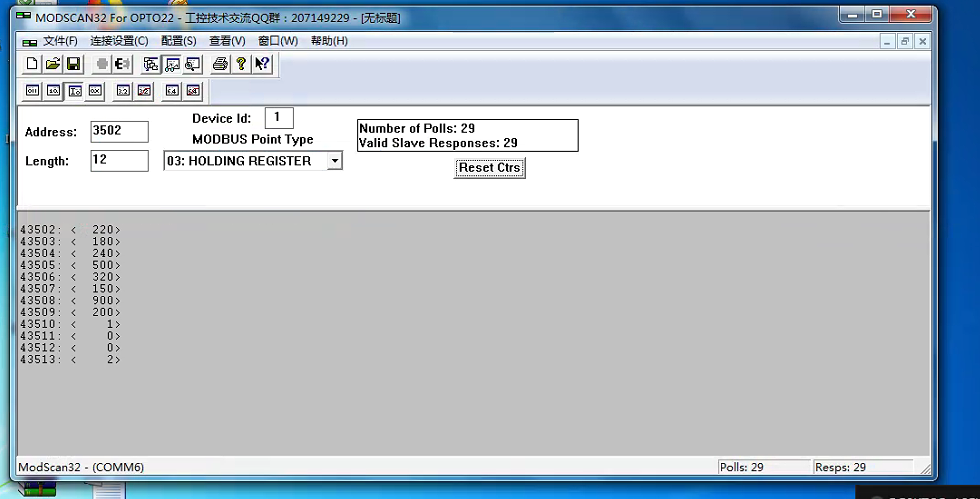 MODSCAN32 For OPTO22 - 工控技术交流QQ群：207149229 - [无标题]
文件(F) 连接设置(C) 配置(S) 查看(V) 窗口(W) 帮助(H)
Device Id: 1
Address: 3502
MODBUS Point Type
Number of Polls: 29
Valid Slave Responses: 29
Length: 12
03: HOLDING REGISTER
Reset Ctrs
43502: < 220>
43503: < 180>
43504: < 240>
43505: < 500>
43506: < 320>
43507: < 150>
43508: < 900>
43509: < 200>
43510: < 1>
43511: < 0>
43512: < 0>
43513: < 2>
ModScan32 - (COMM6)
Polls: 29
Resps: 29